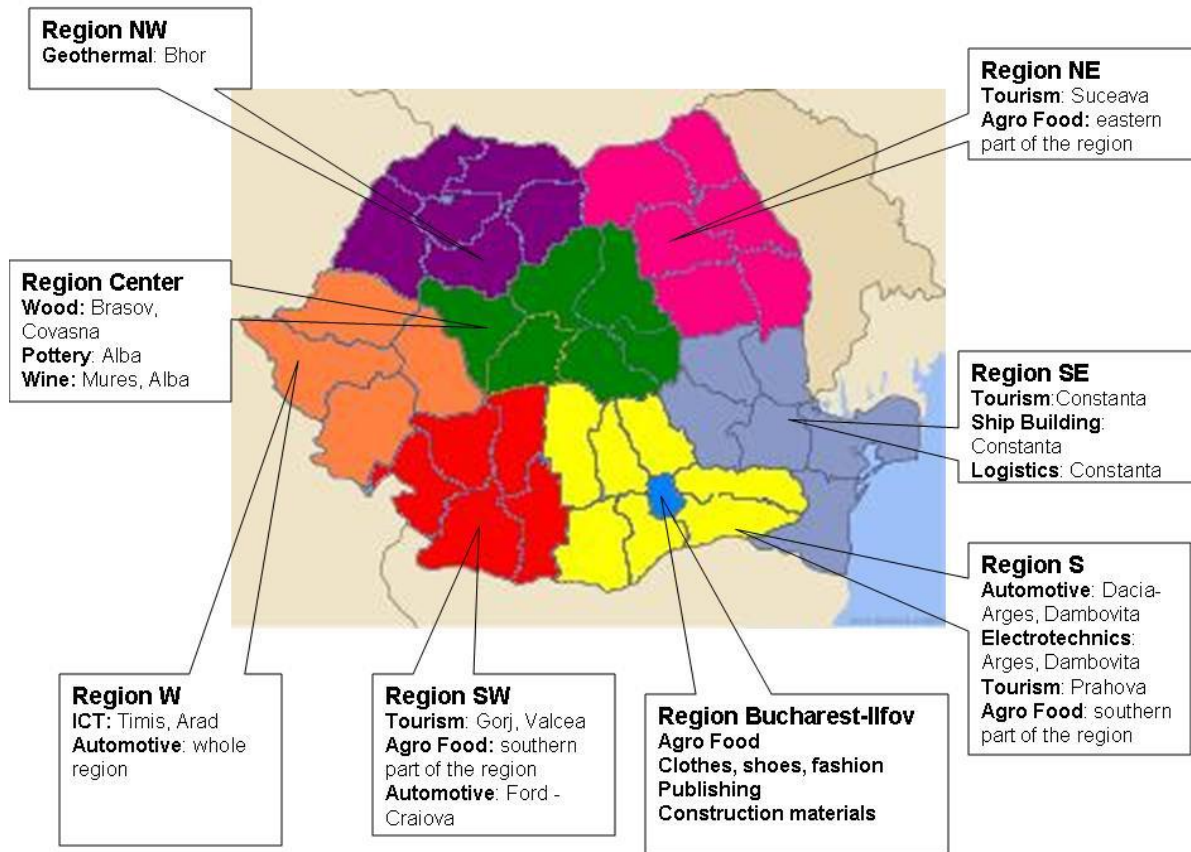 Region NW
Geothermal: Bhor
Region NE
Tourism: Suceava
Agro Food: eastern
part of the region
Region Center
Wood: Brasov,
Covasna
Pottery: Alba
Wine: Mures, Alba
Region SE
Tourism:Constanta
Ship Building:
Constanta
Logistics: Constanta
Region S
Automotive: Dacia-
Arges, Dambovita
Electrotechnics:
Arges, Dambovita
Tourism: Prahova
Agro Food: southern
part of the region
Region W
ICT: Timis, Arad
Automotive: whole
region
Region SW
Tourism: Gorj, Valcea
Agro Food: southern
part of the region
Automotive: Ford -
Craiova
Region Bucharest-Ilfov
Agro Food
Clothes, shoes, fashion
Publishing
Construction materials